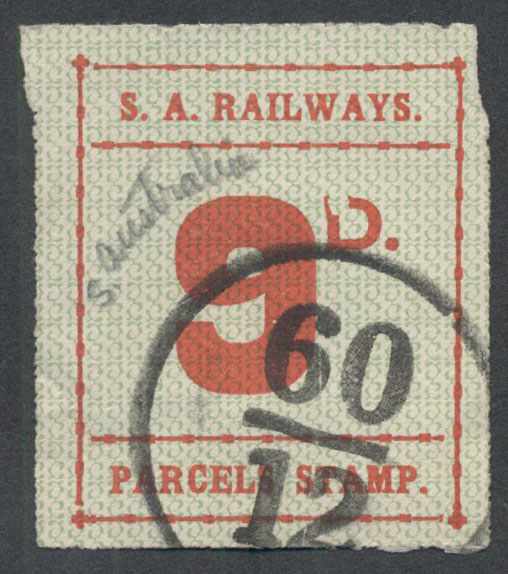 S. A. RAILWAYS.
S. Australia
9D.
60
12
PARCELS STAMP.